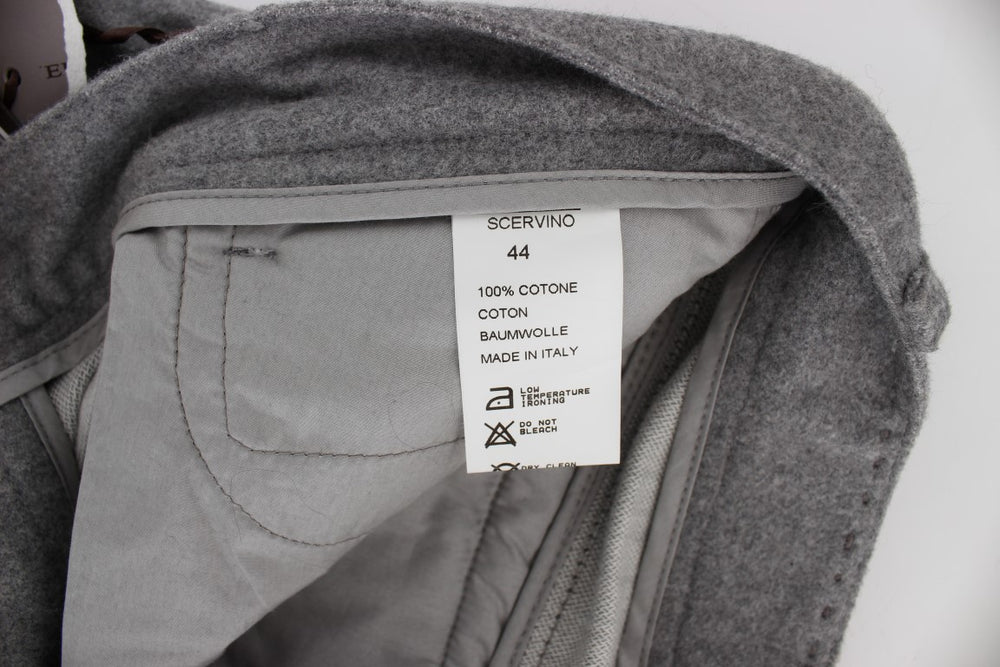 SCERVINO
44
100% COTONE
COTON
BAUMWOLLE
MADE IN ITALY
LOW
TEMPERATURE
IRONING
DO NOT
BLEACH
DRY CLEAN